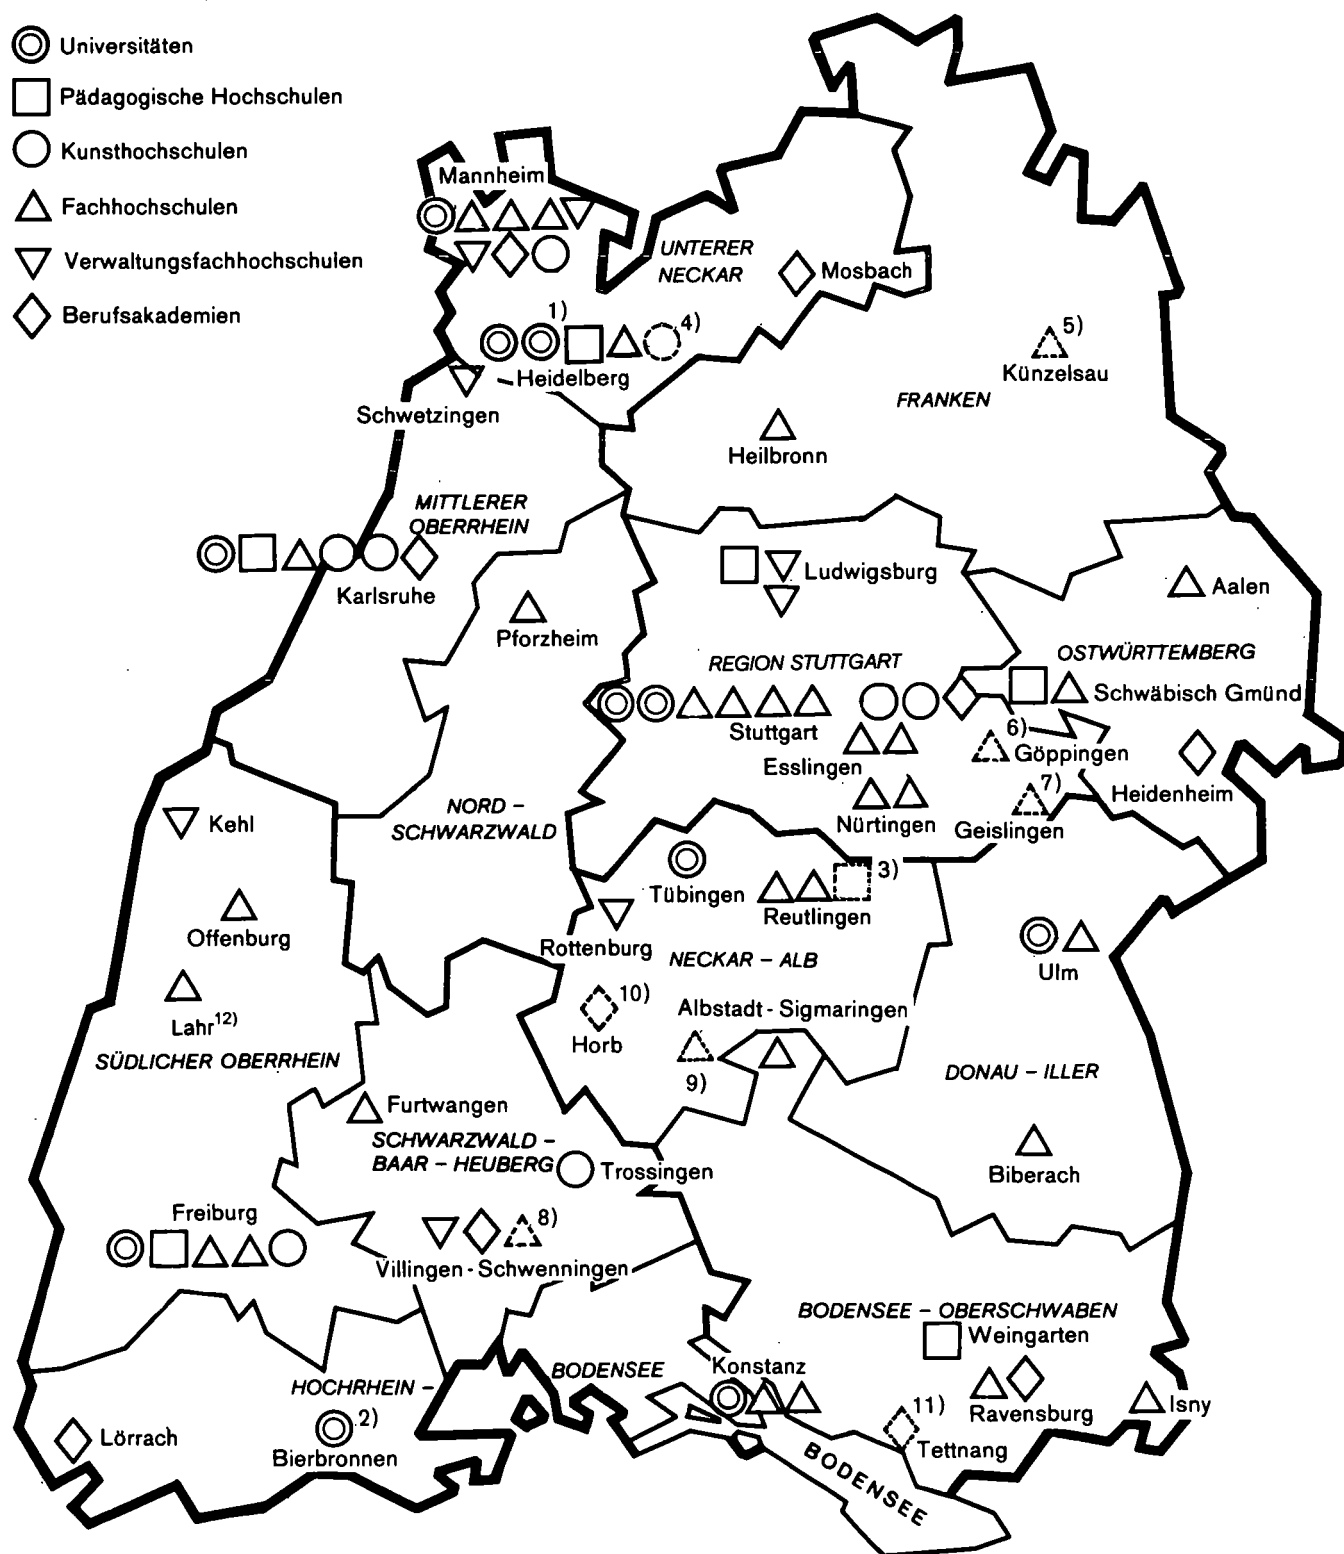 Universitäten
Pädagogische Hochschulen
Kunsthochschulen
Fachhochschulen
Verwaltungsfachhochschulen
Berufsakademien
Mannheim
UNTERER
NECKAR
Mosbach
1)
4)
Heidelberg
5)
Künzelsau
Schwetzingen
FRANKEN
Heilbronn
MITTLERER
OBERRHEIN
Karlsruhe
Ludwigsburg
Aalen
Pforzheim
REGION STUTTGART
OSTWÜRTTEMBERG
Schwäbisch Gmünd
Stuttgart
6)
Göppingen
Esslingen
7)
Heidenheim
NORD –
SCHWARZWALD
Nürtingen
Geislingen
Kehl
3)
Tübingen
Reutlingen
Offenburg
Rottenburg
NECKAR – ALB
Ulm
10)
Horb
Albstadt - Sigmaringen
9)
Lahr12)
SÜDLICHER OBERRHEIN
DONAU – ILLER
Furtwangen
SCHWARZWALD –
BAAR – HEUBERG
Trossingen
Biberach
Freiburg
8)
Villingen - Schwenningen
BODENSEE – OBERSCHWABEN
Weingarten
HOCHRHEIN –
BODENSEE
Konstanz
Ravensburg
Isny
2)
Bierbronnen
Lörrach
11)
Tettnang
BODENSEE